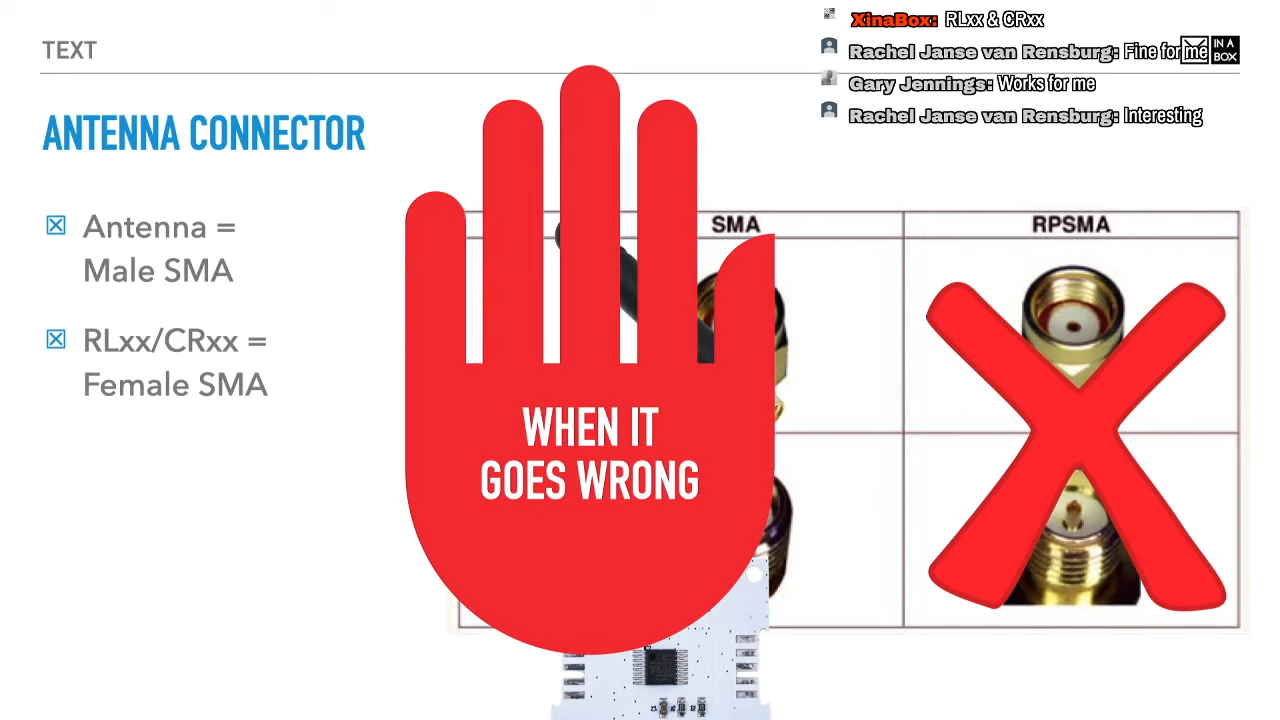 TEXT
XinaBox: RLxx & CRxx
Rachel Janse van Rensburg: Fine for me
IN A
BOX
Gary Jennings: Works for me
Rachel Janse van Rensburg: Interesting
ANTENNA CONNECTOR
Antenna =
Male SMA
RLxx/CRxx =
Female SMA
SMA
RPSMA
WHEN IT
GOES WRONG